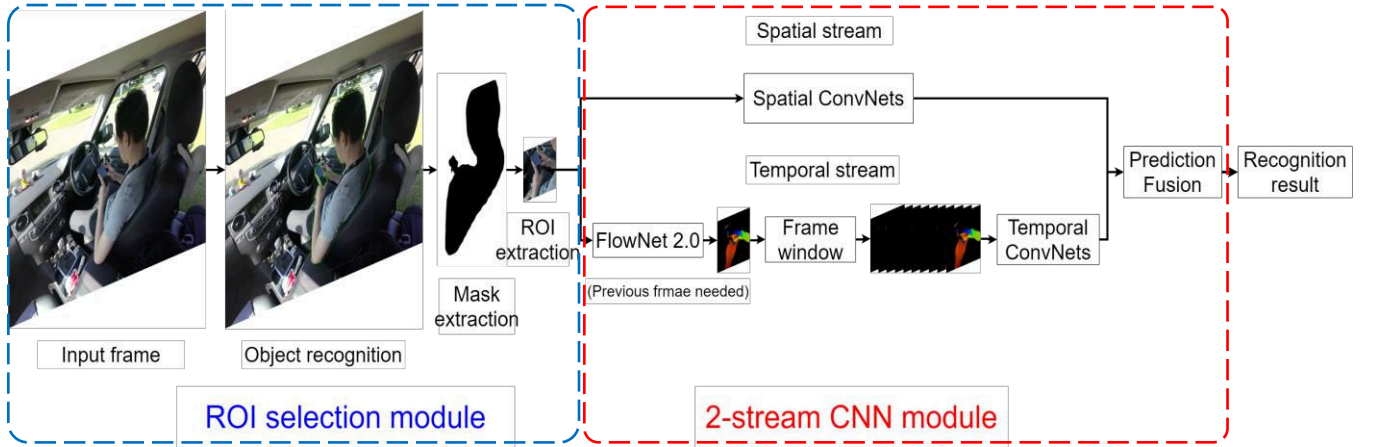 Spatial stream
Spatial ConvNets
Temporal stream
Prediction
Fusion
Recognition
result
ROI
extraction
FlowNet 2.0
Frame
window
Temporal
ConvNets
(Previous frmae needed)
Mask
extraction
Input frame
Object recognition
ROI selection module
2-stream CNN module